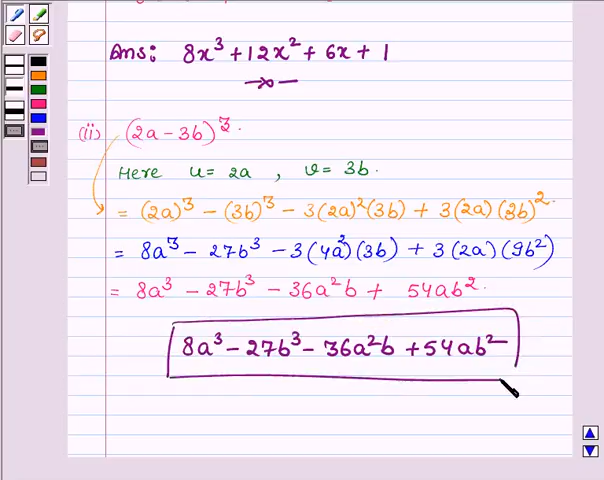 Ans: 8x³ + 12x² + 6x + 1
(ii) (2a - 3b)³.
Here u = 2a , v = 3b.
= (2a)³ - (3b)³ - 3(2a)²(3b) + 3(2a)(3b)².
= 8a³ - 27b³ - 3(4a²)(3b) + 3(2a)(9b²)
= 8a³ - 27b³ - 36a²b + 54ab².
8a³ - 27b³ - 36a²b + 54ab²